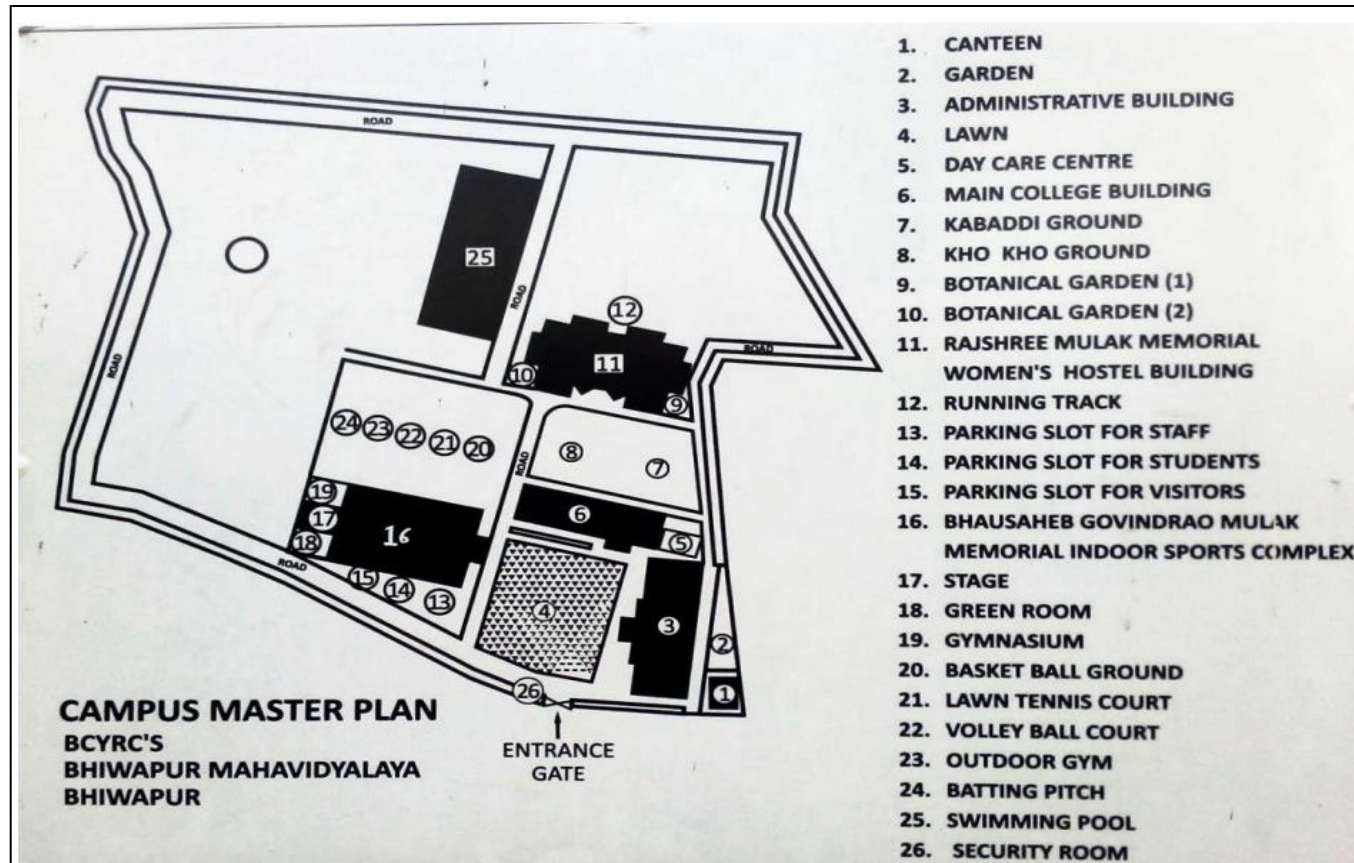 ROAD
25
12
ROAD
ROAD
ROAD
11
10
9
24 23 22 21 20
8
7
ROAD
19
17
16
6
18
5
ROAD
15
14
13
4
3
2
26
1
ENTRANCE
GATE
CAMPUS MASTER PLAN
BCYRC'S
BHIWAPUR MAHAVIDYALAYA
BHIWAPUR
1. CANTEEN
2. GARDEN
3. ADMINISTRATIVE BUILDING
4. LAWN
5. DAY CARE CENTRE
6. MAIN COLLEGE BUILDING
7. KABADDI GROUND
8. KHO KHO GROUND
9. BOTANICAL GARDEN (1)
10. BOTANICAL GARDEN (2)
11. RAJSHREE MULAK MEMORIAL
WOMEN'S HOSTEL BUILDING
12. RUNNING TRACK
13. PARKING SLOT FOR STAFF
14. PARKING SLOT FOR STUDENTS
15. PARKING SLOT FOR VISITORS
16. BHAUSAHEB GOVINDRAO MULAK
MEMORIAL INDOOR SPORTS COMPLEX
17. STAGE
18. GREEN ROOM
19. GYMNASIUM
20. BASKET BALL GROUND
21. LAWN TENNIS COURT
22. VOLLEY BALL COURT
23. OUTDOOR GYM
24. BATTING PITCH
25. SWIMMING POOL
26. SECURITY ROOM